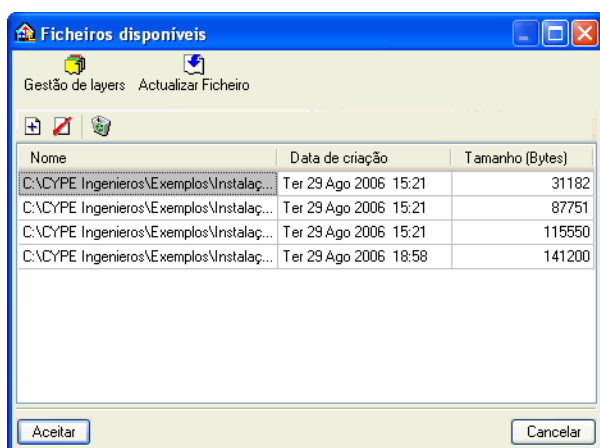 Ficheiros disponíveis
Gestão de layers Actualizar Ficheiro
Nome Data de criação Tamanho (Bytes)
C:\CYPE Ingenieros\Exemplos\Instalaç... Ter 29 Ago 2006 15:21 31182
C:\CYPE Ingenieros\Exemplos\Instalaç... Ter 29 Ago 2006 15:21 87751
C:\CYPE Ingenieros\Exemplos\Instalaç... Ter 29 Ago 2006 15:21 115550
C:\CYPE Ingenieros\Exemplos\Instalaç... Ter 29 Ago 2006 18:58 141200
Aceitar Cancelar